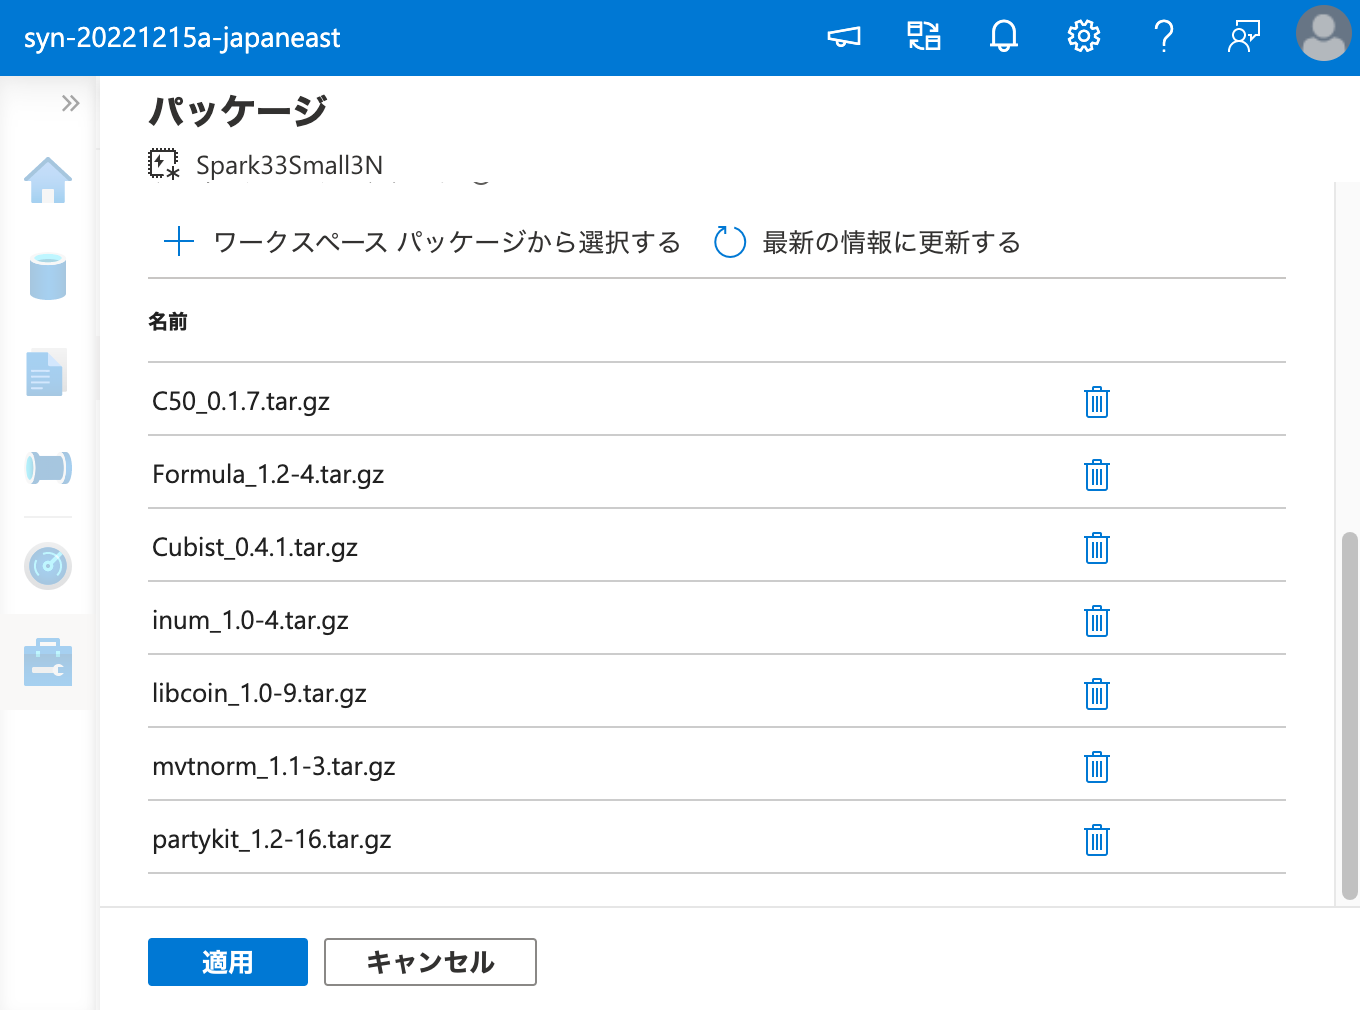 syn-20221215a-japaneast
パッケージ
Spark33Small3N
ワークスペース パッケージから選択する 最新の情報に更新する
名前
C50_0.1.7.tar.gz
Formula_1.2-4.tar.gz
Cubist_0.4.1.tar.gz
inum_1.0-4.tar.gz
libcoin_1.0-9.tar.gz
mvtnorm_1.1-3.tar.gz
partykit_1.2-16.tar.gz
適用 キャンセル